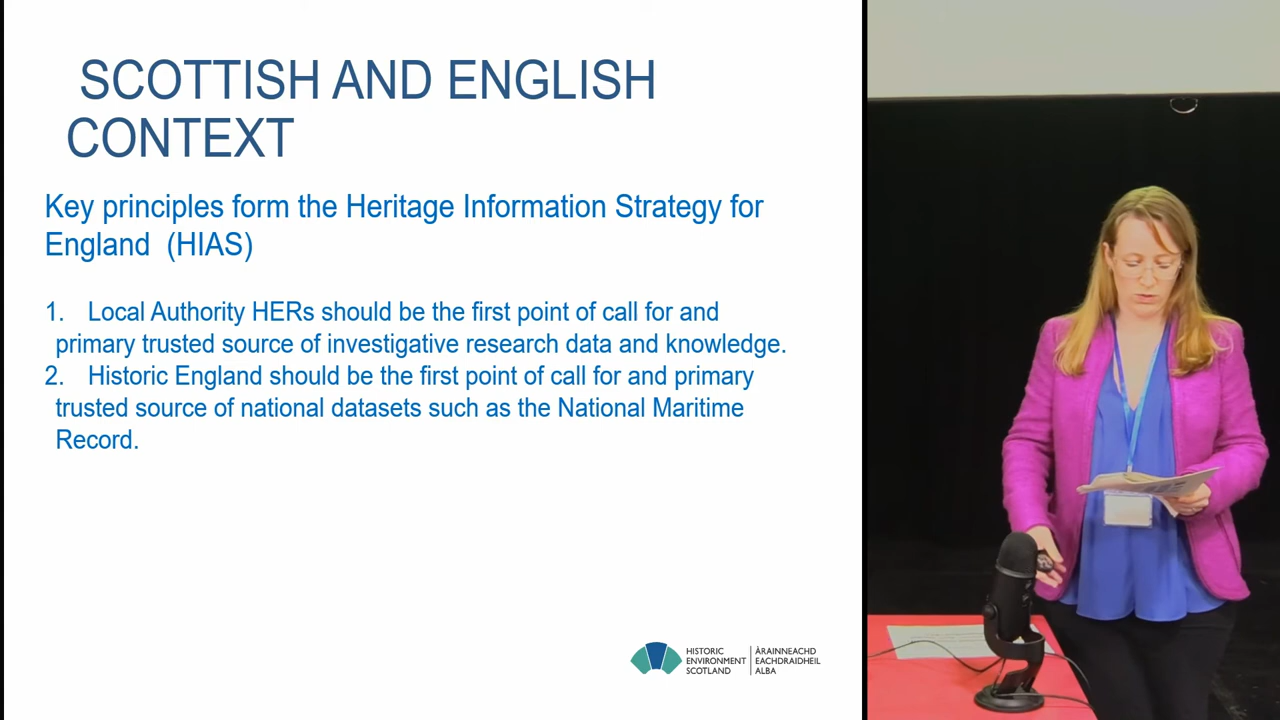 SCOTTISH AND ENGLISH
CONTEXT
Key principles form the Heritage Information Strategy for
England (HIAS)
1. Local Authority HERs should be the first point of call for and
primary trusted source of investigative research data and knowledge.
2. Historic England should be the first point of call for and primary
trusted source of national datasets such as the National Maritime
Record.
HISTORIC
ENVIRONMENT
SCOTLAND
ÀRAINNEACHD
EACHDRAIDHEIL
ALBA